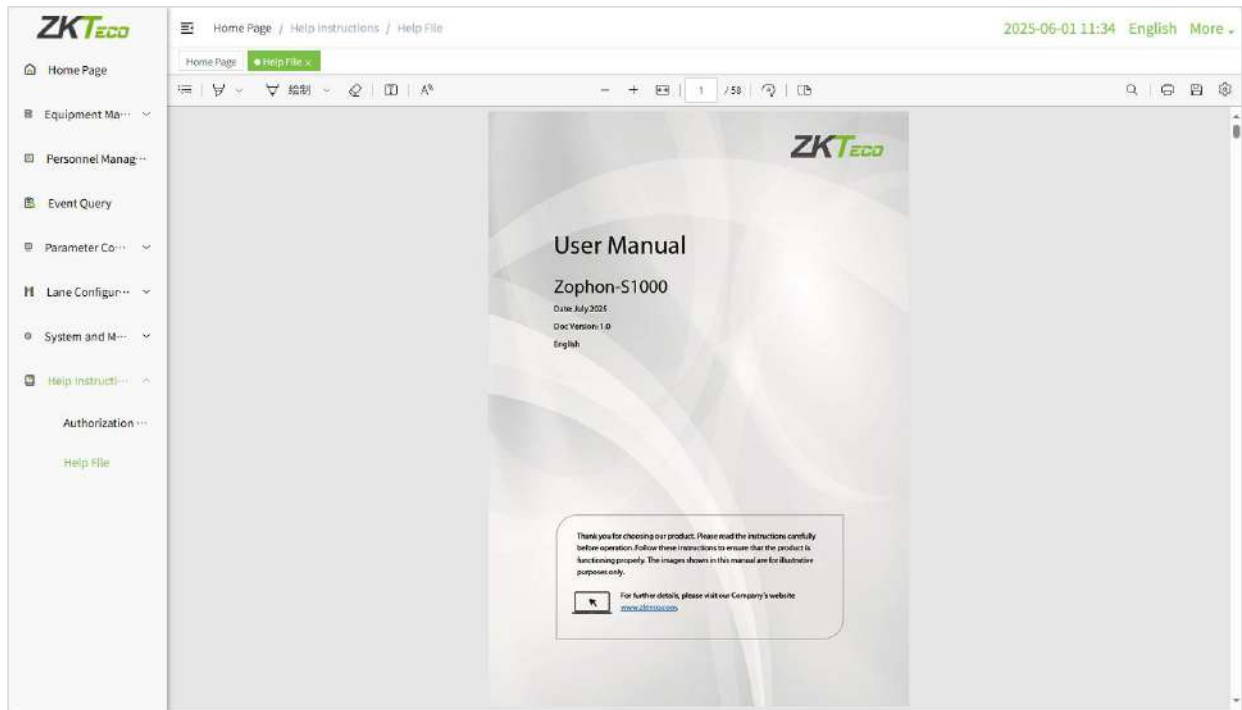 ZKTeco
Home Page / Help Instructions / Help File
2025-06-01 11:34 English More
Home Page
Help File ×
绘制
1 / 58
Home Page
Equipment Ma···
Personnel Manag···
Event Query
Parameter Co···
Lane Configur···
System and M···
Help Instructi···
Authorization ···
Help File
ZKTeco
User Manual
Zophon-S1000
Date: July 2025
Doc Version: 1.0
English
Thank you for choosing our product. Please read the instructions carefully
before operation. Follow these instructions to ensure that the product is
functioning properly. The images shown in this manual are for illustrative
purposes only.
For further details, please visit our Company's website
www.zkteco.com.